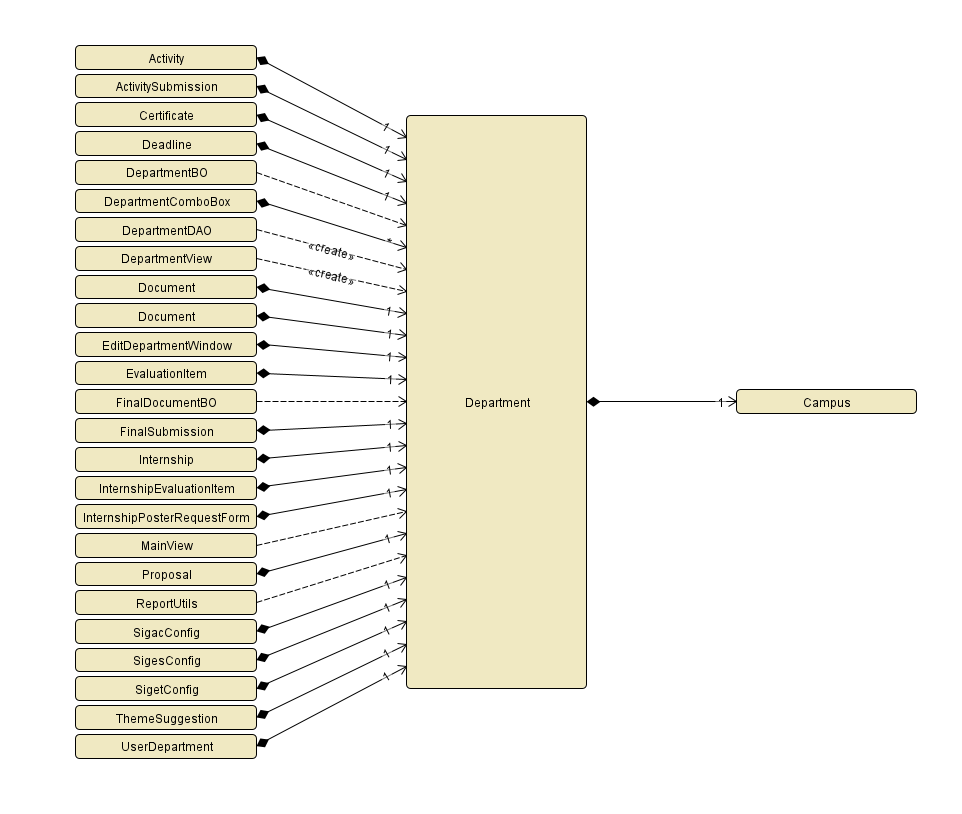 Activity
ActivitySubmission
Certificate
Deadline
DepartmentBO
DepartmentComboBox
DepartmentDAO
DepartmentView
Document
Document
EditDepartmentWindow
EvaluationItem
FinalDocumentBO
FinalSubmission
Internship
InternshipEvaluationItem
InternshipPosterRequestForm
MainView
Proposal
ReportUtils
SigacConfig
SigesConfig
SigetConfig
ThemeSuggestion
UserDepartment
1
1
1
1
*
«create»
«create»
1
1
1
1
1
1
1
1
1
1
1
1
1
1
Department
1
Campus